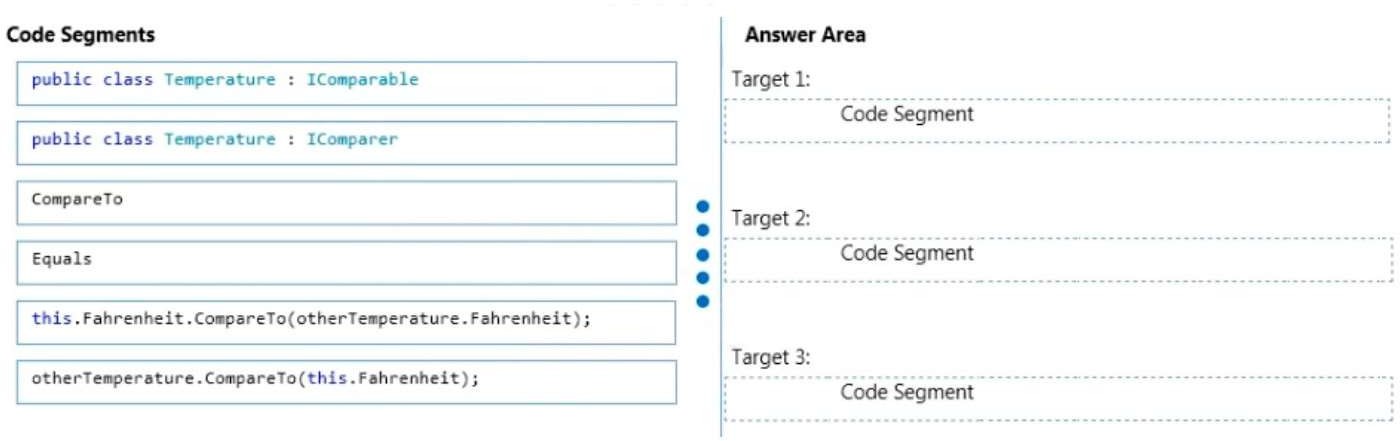 Code Segments
public class Temperature : IComparable
public class Temperature : IComparer
CompareTo
Equals
this.Fahrenheit.CompareTo(otherTemperature.Fahrenheit);
otherTemperature.CompareTo(this.Fahrenheit);
Answer Area
Target 1:
Code Segment
Target 2:
Code Segment
Target 3:
Code Segment